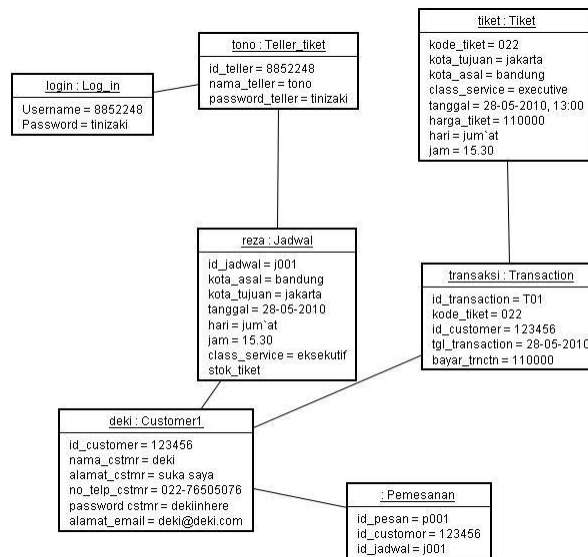 tono : Teller_tiket
id_teller = 8852248
nama_teller = tono
password_teller = tinizaki
tiket : Tiket
kode_tiket = 022
kota_tujuan = jakarta
kota_asal = bandung
class_service = executive
tanggal = 28-05-2010, 13:00
harga_tiket = 110000
hari = jum`at
jam = 15.30
login : Log_in
Username = 8852248
Password = tinizaki
reza : Jadwal
id_jadwal = j001
kota_asal = bandung
kota_tujuan = jakarta
tanggal = 28-05-2010
hari = jum`at
jam = 15.30
class_service = eksekutif
stok_tiket
transaksi : Transaction
id_transaction = T01
kode_tiket = 022
id_customer = 123456
tgl_transaction = 28-05-2010
bayar_trnctn = 110000
deki : Customer1
id_customer = 123456
nama_cstmr = deki
alamat_cstmr = suka saya
no_telp_cstmr = 022-76505076
password cstmr = dekiinhere
alamat_email = deki@deki.com
: Pemesanan
id_pesan = p001
id_customor = 123456
id_jadwal = j001